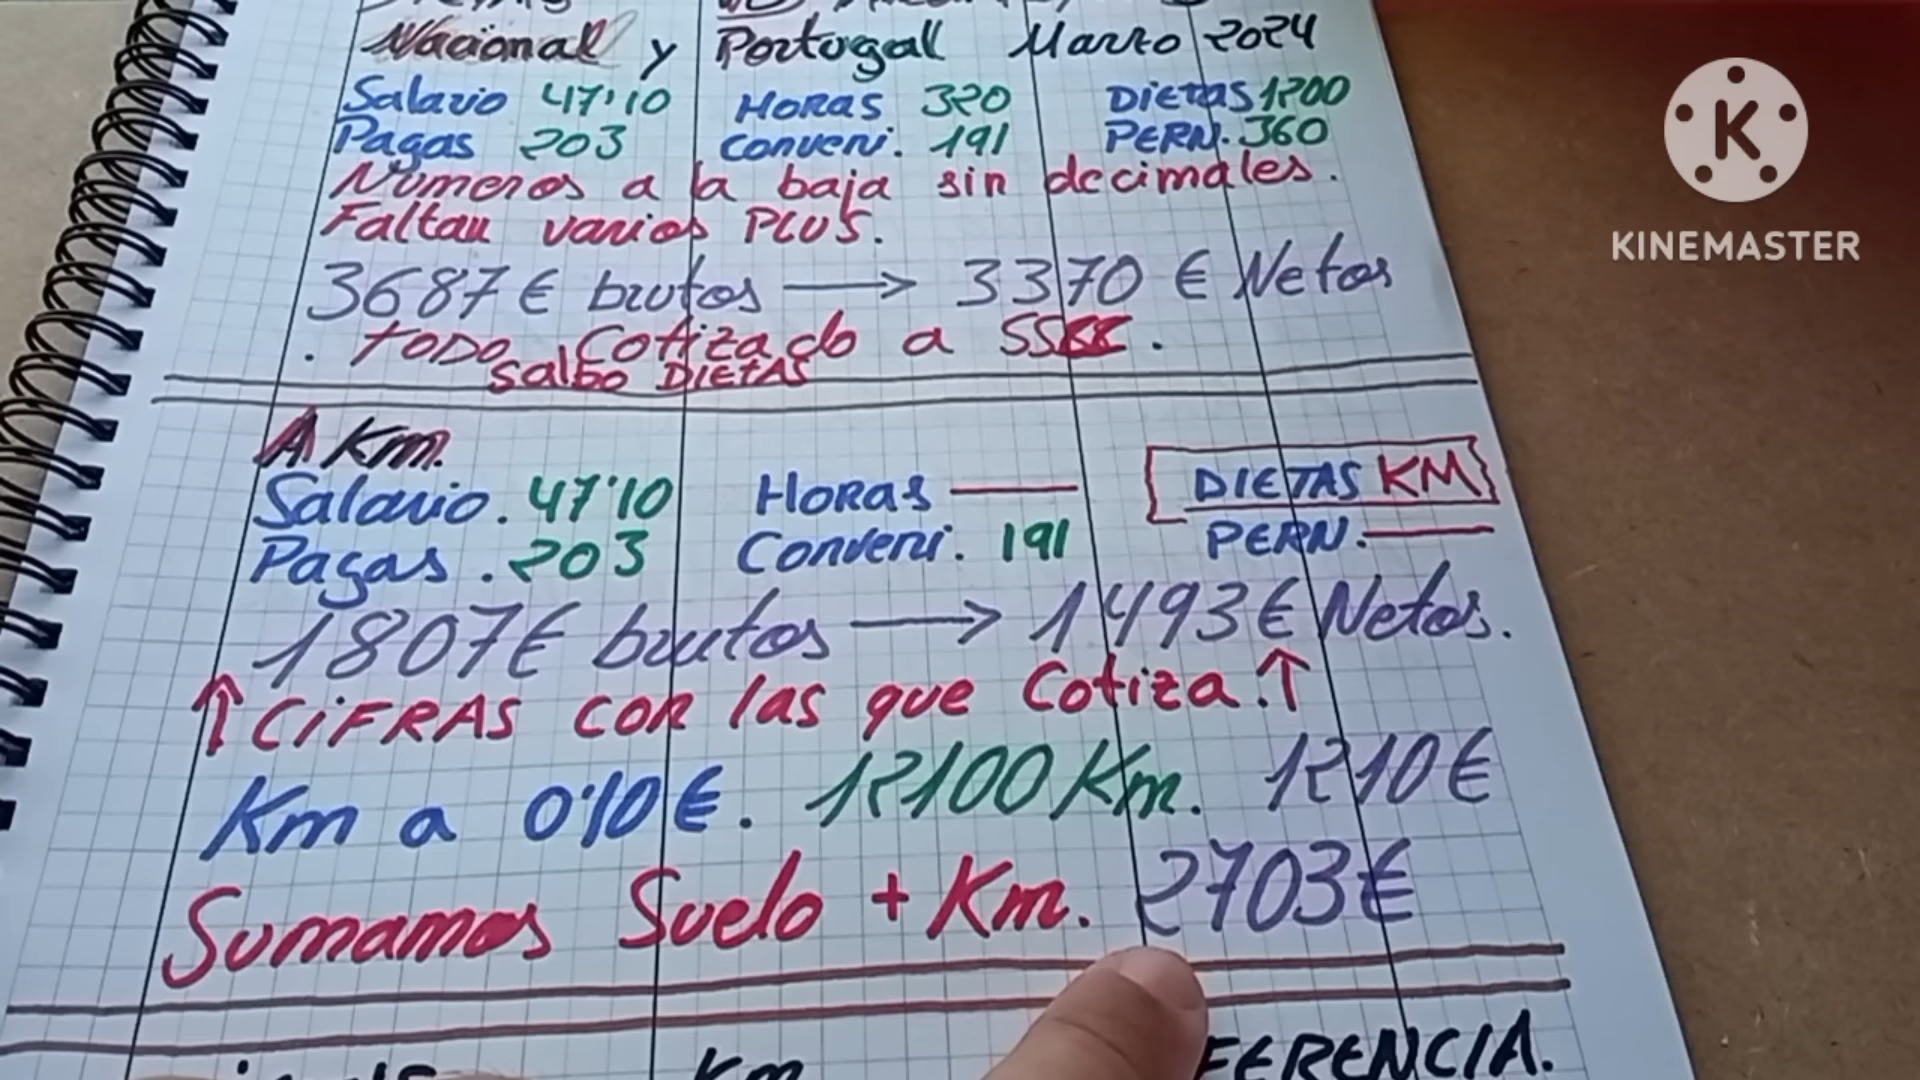 Nacional y Portugal Marzo 2024
Salario 47'10 HORAS 320 DIETAS 1200
Pagas 203 Conveni. 191 PERN. 360
Números a la baja sin decimales.
Faltan varios PLUS.
3687€ brutos → 3370 € Netos
. TODO Cotizado a SS .
Salbo DIETAS
A Km.
Salario. 47'10 HORAS — DIETAS KM
Pagas. 203 Conveni. 191 PERN. —
1807€ brutos → 1493€ Netos.
↑ CIFRAS con las que Cotiza. ↑
Km a 0'10€. 12100 Km. 1210€
Sumamos Suelo + Km. 2703€
Km FERENCIA.
K
KINEMASTER